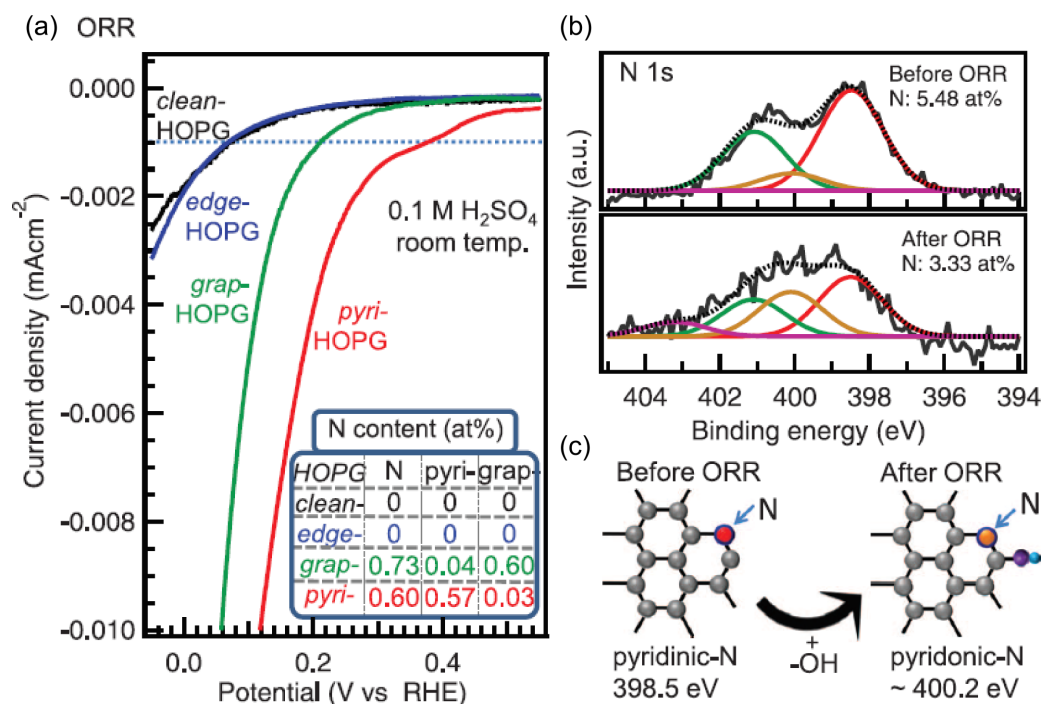 (a) ORR
0.000
-0.002
-0.004
-0.006
-0.008
-0.010
Current density (mAcm-2)
0.0 0.2 0.4
Potential (V vs RHE)
clean-
HOPG
edge-
HOPG
grap-
HOPG
pyri-
HOPG
0.1 M H2SO4
room temp.
N content (at%)
HOPG N pyri- grap-
clean- 0 0 0
edge- 0 0 0
grap- 0.73 0.04 0.60
pyri- 0.60 0.57 0.03
(b)
N 1s
Before ORR
N: 5.48 at%
After ORR
N: 3.33 at%
Intensity (a.u.)
404 402 400 398 396 394
Binding energy (eV)
(c)
Before ORR
N
pyridinic-N
398.5 eV
+
-OH
After ORR
N
pyridonic-N
~ 400.2 eV